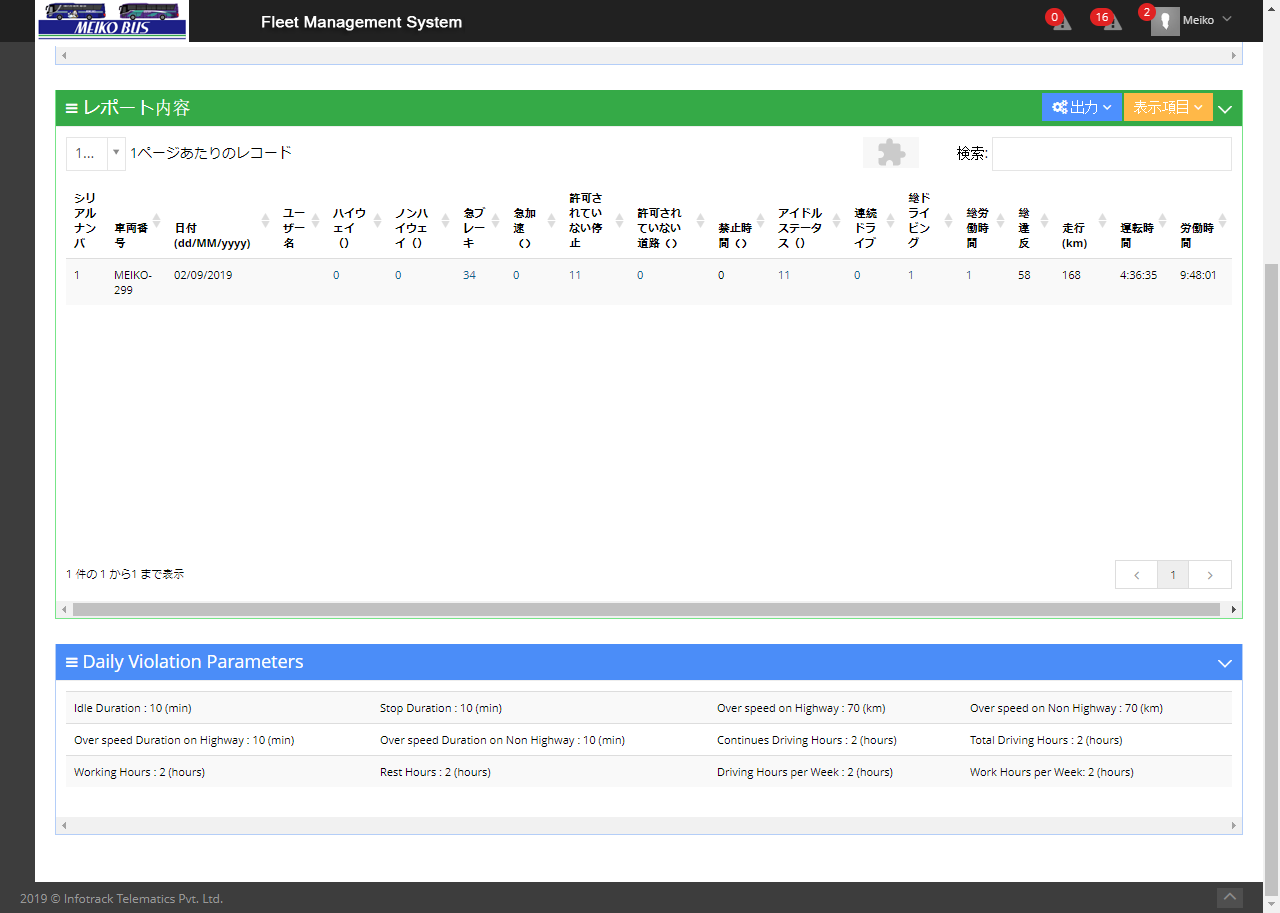 MEIKO BUS
Fleet Management System
0
16
2
Meiko
レポート内容
出力
表示項目
1...
1ページあたりのレコード
検索:
シリアルナンバ
車両番号
日付 (dd/MM/yyyy)
ユーザー名
ハイウェイ（）
ノンハイウェイ（）
急ブレーキ
急加速（）
許可されていない停止
許可されていない道路（）
禁止時間（）
アイドルステータス（）
連続ドライブ
総ドライビング
総労働時間
総違反
走行 (km)
運転時間
労働時間
1 MEIKO-299 02/09/2019 0 0 34 0 11 0 0 11 0 1 1 58 168 4:36:35 9:48:01
1 件の 1 から1 まで表示
1
Daily Violation Parameters
Idle Duration : 10 (min) Stop Duration : 10 (min) Over speed on Highway : 70 (km) Over speed on Non Highway : 70 (km)
Over speed Duration on Highway : 10 (min) Over speed Duration on Non Highway : 10 (min) Continues Driving Hours : 2 (hours) Total Driving Hours : 2 (hours)
Working Hours : 2 (hours) Rest Hours : 2 (hours) Driving Hours per Week : 2 (hours) Work Hours per Week: 2 (hours)
2019 © Infotrack Telematics Pvt. Ltd.